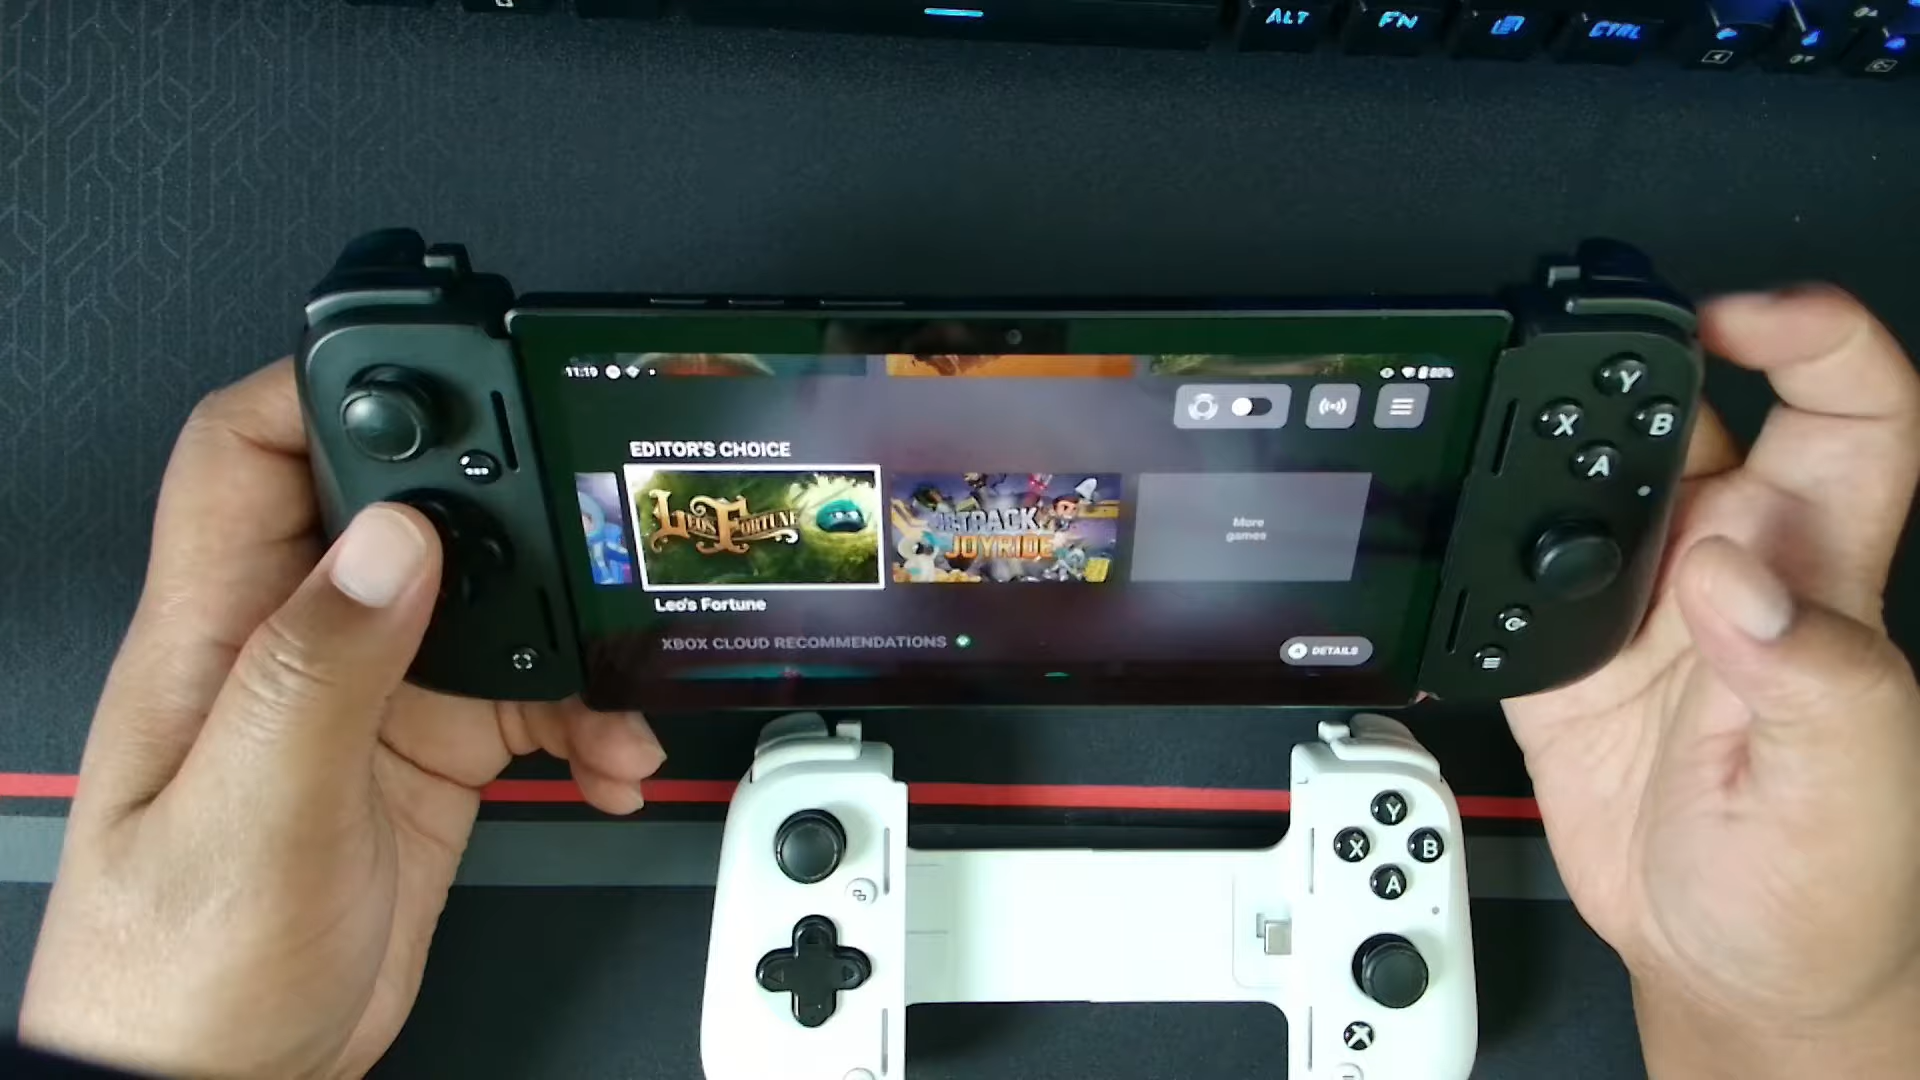 ALT FN CTRL
11:19
80%
EDITOR'S CHOICE
LEO'S FORTUNE
JETPACK
JOYRIDE
More
games
Leo's Fortune
XBOX CLOUD RECOMMENDATIONS
A DETAILS
Y
X
B
A
G
Y
X
B
A